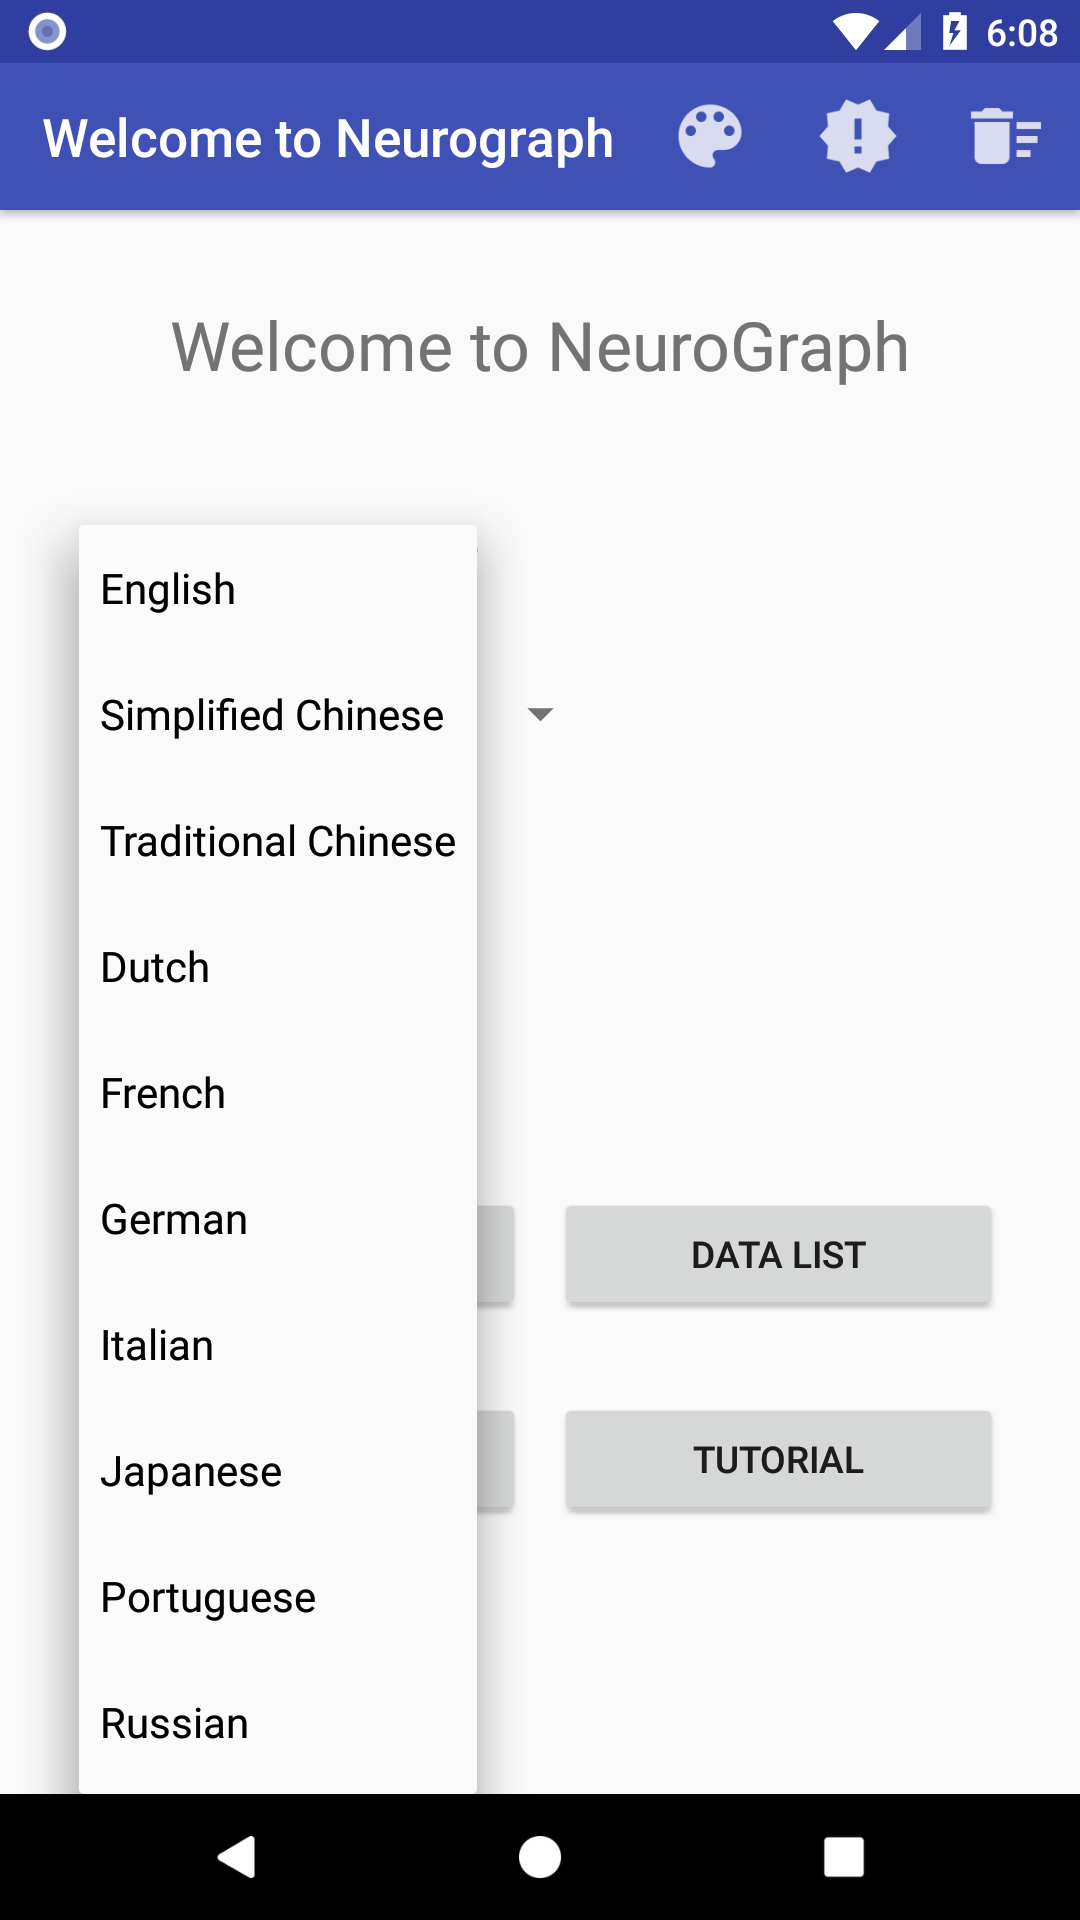 6:08
Welcome to Neurograph
Welcome to NeuroGraph
English
Simplified Chinese
Traditional Chinese
Dutch
French
German
DATA LIST
Italian
Japanese
TUTORIAL
Portuguese
Russian